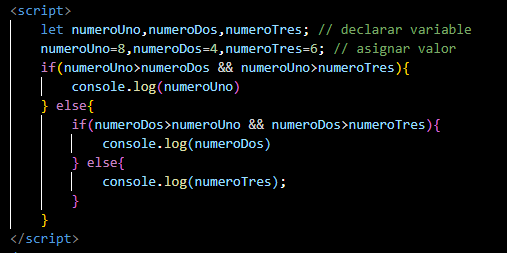 <script>
let numeroUno,numeroDos,numeroTres; // declarar variable
numeroUno=8,numeroDos=4,numeroTres=6; // asignar valor
if(numeroUno>numeroDos && numeroUno>numeroTres){
console.log(numeroUno)
} else{
if(numeroDos>numeroUno && numeroDos>numeroTres){
console.log(numeroDos)
} else{
console.log(numeroTres);
}
}
</script>